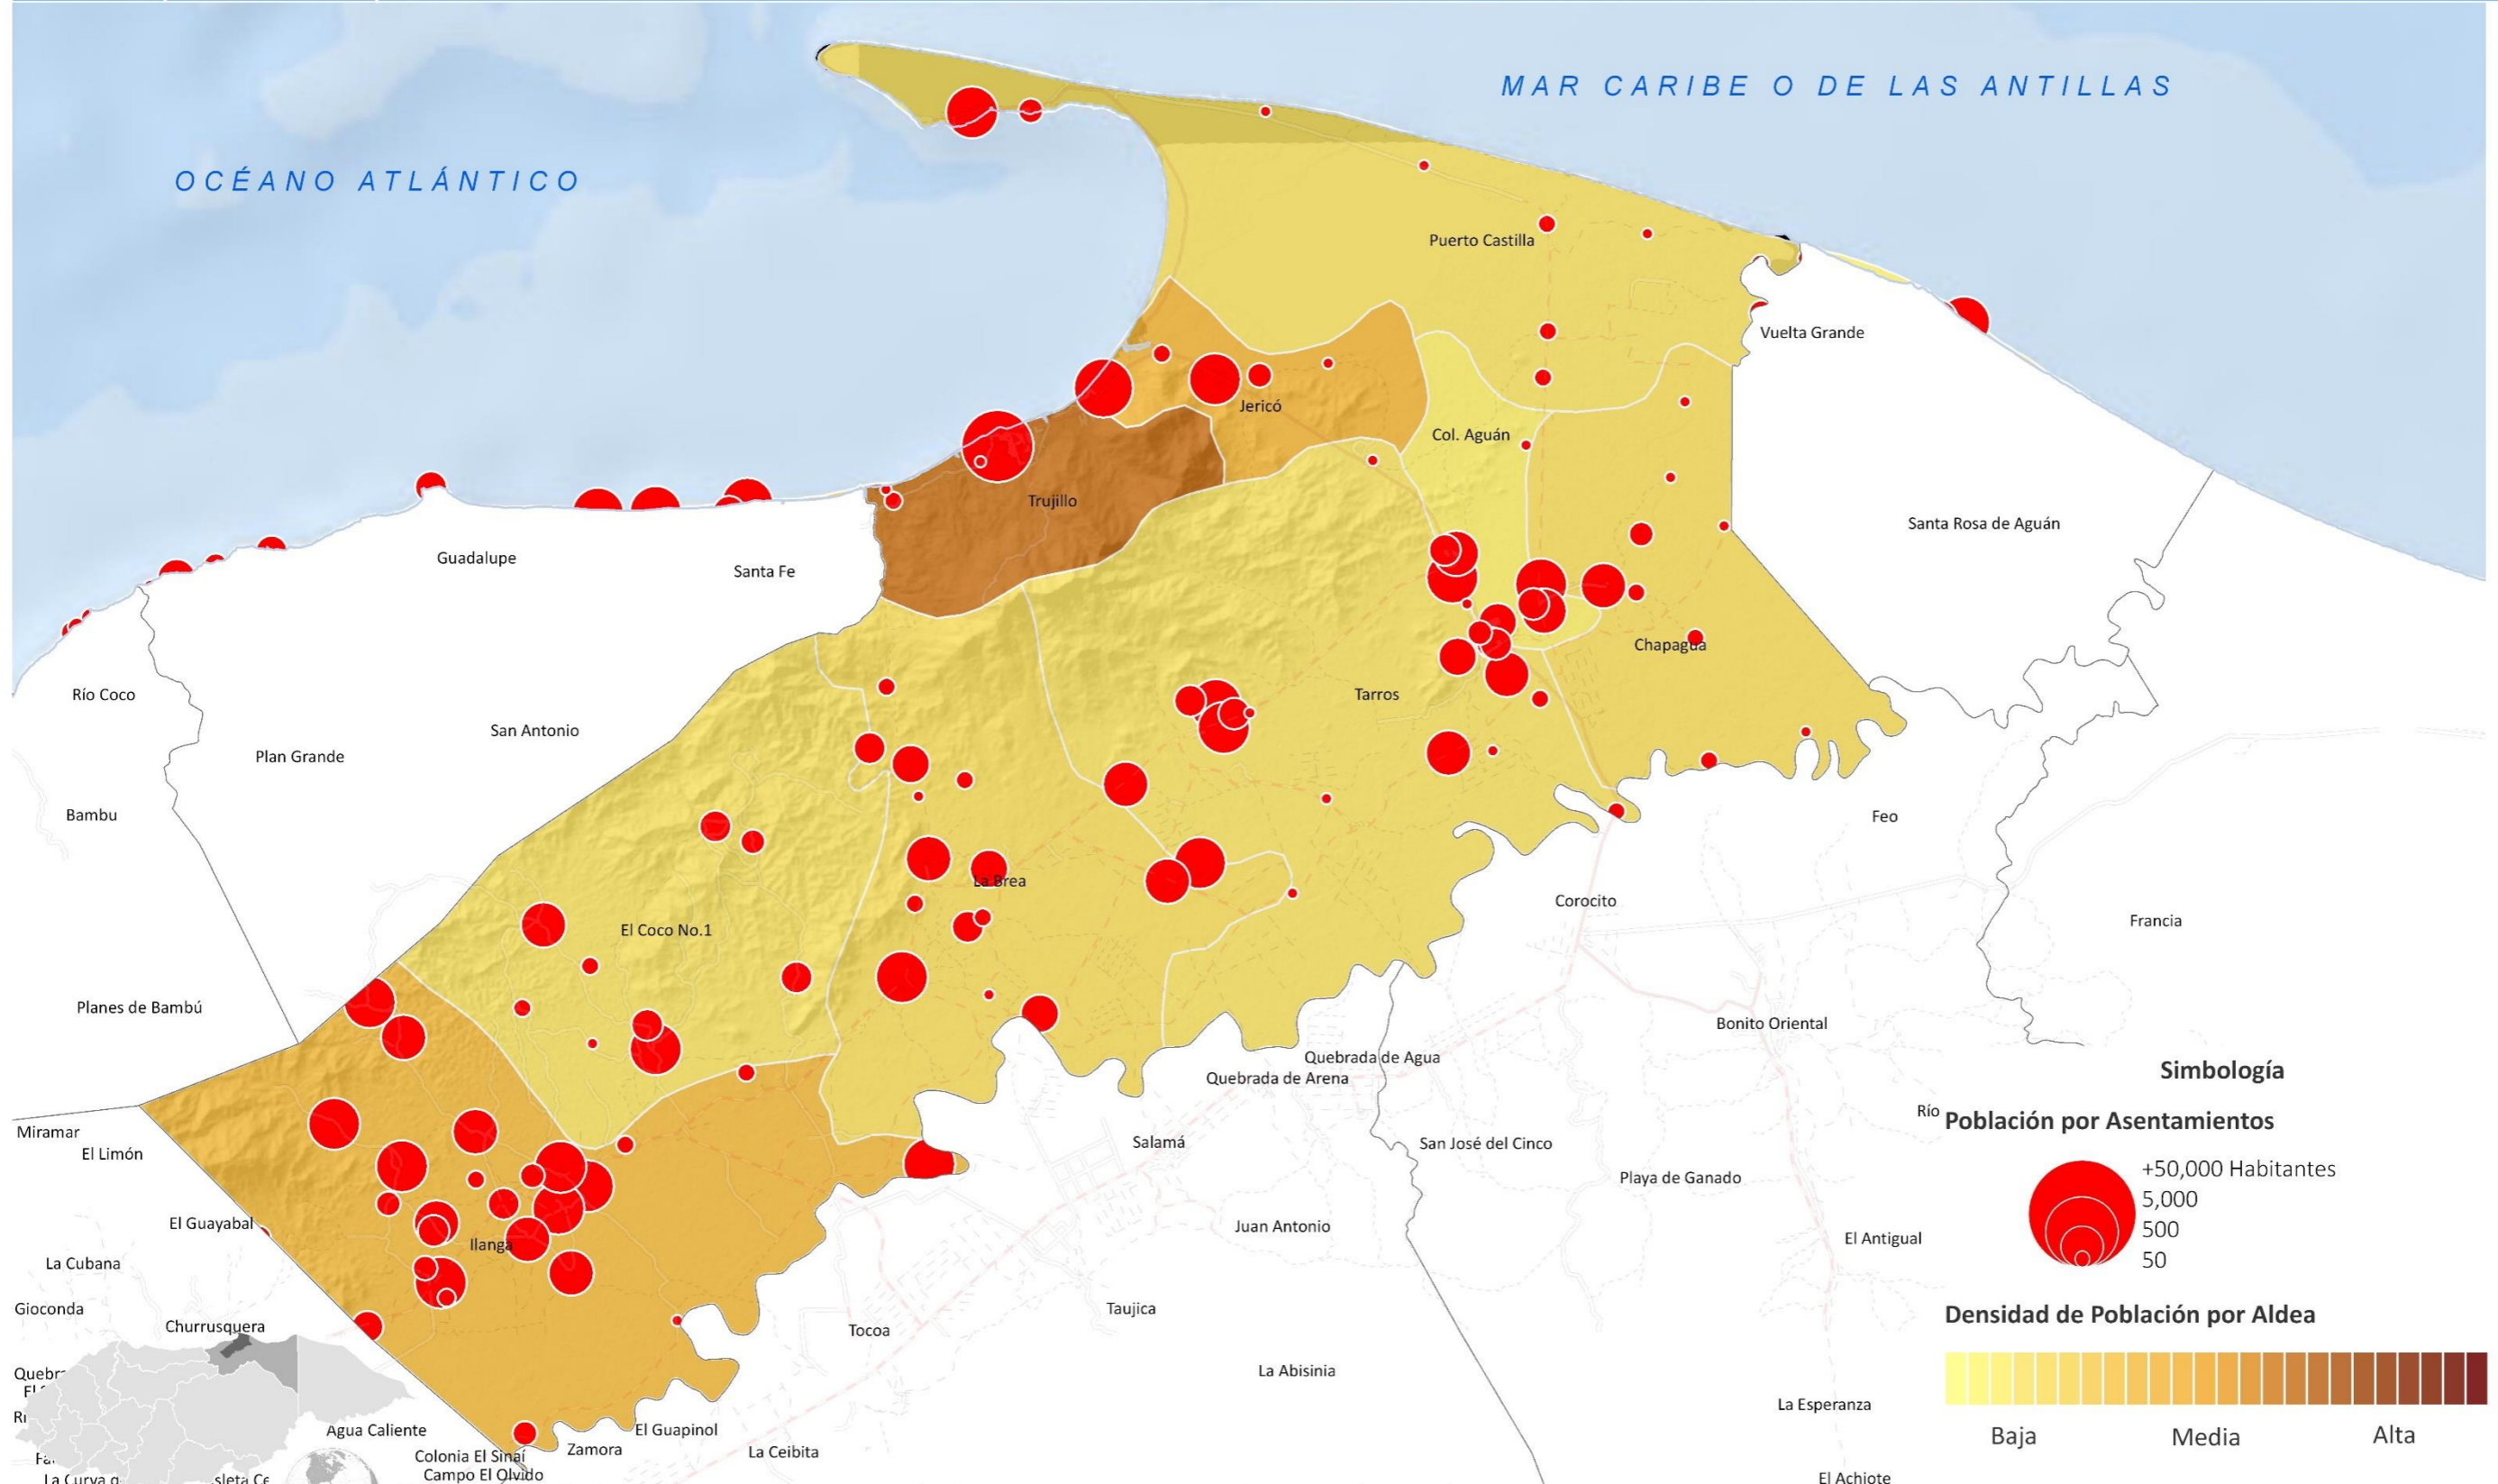 MAR CARIBE O DE LAS ANTILLAS
OCÉANO ATLÁNTICO
Puerto Castilla
Vuelta Grande
Jericó
Col. Aguán
Trujillo
Santa Rosa de Aguán
Guadalupe
Santa Fe
Chapagua
Río Coco
Tarros
San Antonio
Plan Grande
Bambu
Feo
La Brea
Corocito
Francia
El Coco No.1
Planes de Bambú
Bonito Oriental
Quebrada de Agua
Quebrada de Arena
Simbología
Río
Población por Asentamientos
+50,000 Habitantes
5,000
500
50
Miramar
El Limón
Salamá
San José del Cinco
Playa de Ganado
El Guayabal
Ilanga
Juan Antonio
El Antigual
La Cubana
Gioconda
Taujica
Churrusquera
Tocoa
Densidad de Población por Aldea
Baja
Media
Alta
La Abisinia
La Esperanza
Agua Caliente
El Guapinol
Zamora
La Ceibita
Colonia El Sinaí
Campo El Olvido
El Achiote